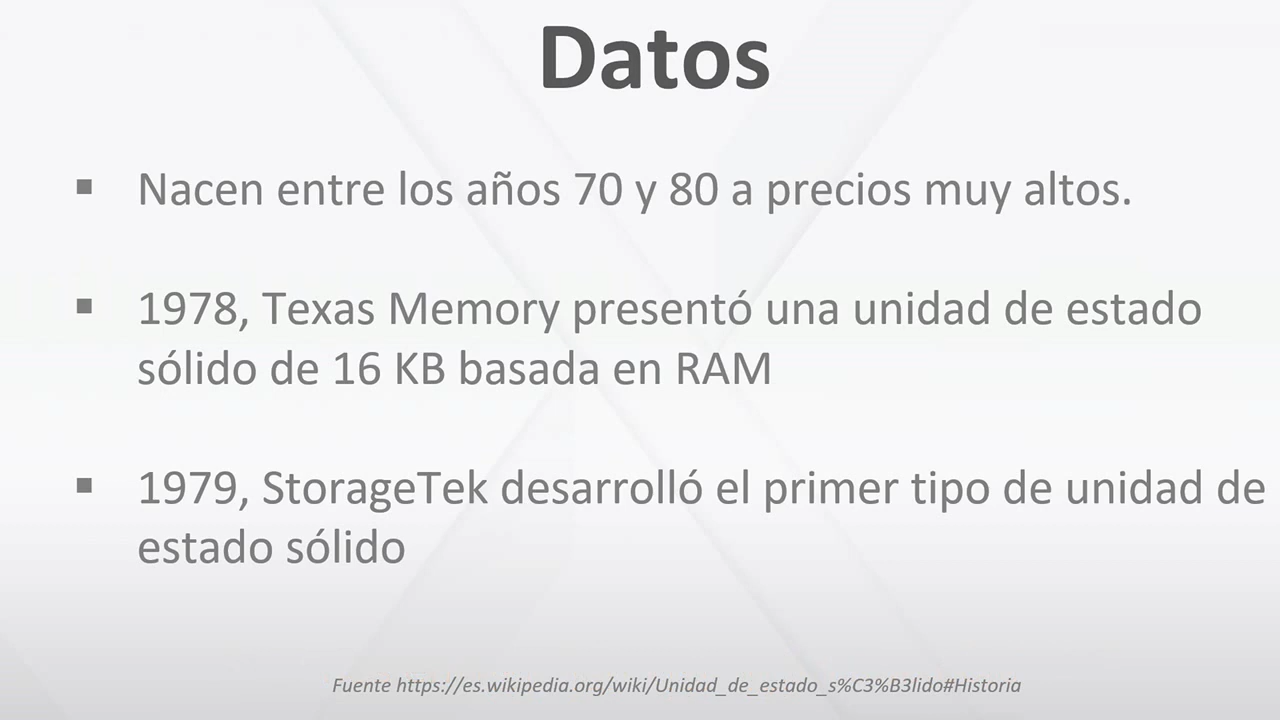 Datos
▪ Nacen entre los años 70 y 80 a precios muy altos.
▪ 1978, Texas Memory presentó una unidad de estado
sólido de 16 KB basada en RAM
▪ 1979, StorageTek desarrolló el primer tipo de unidad de
estado sólido
Fuente https://es.wikipedia.org/wiki/Unidad_de_estado_s%C3%B3lido#Historia